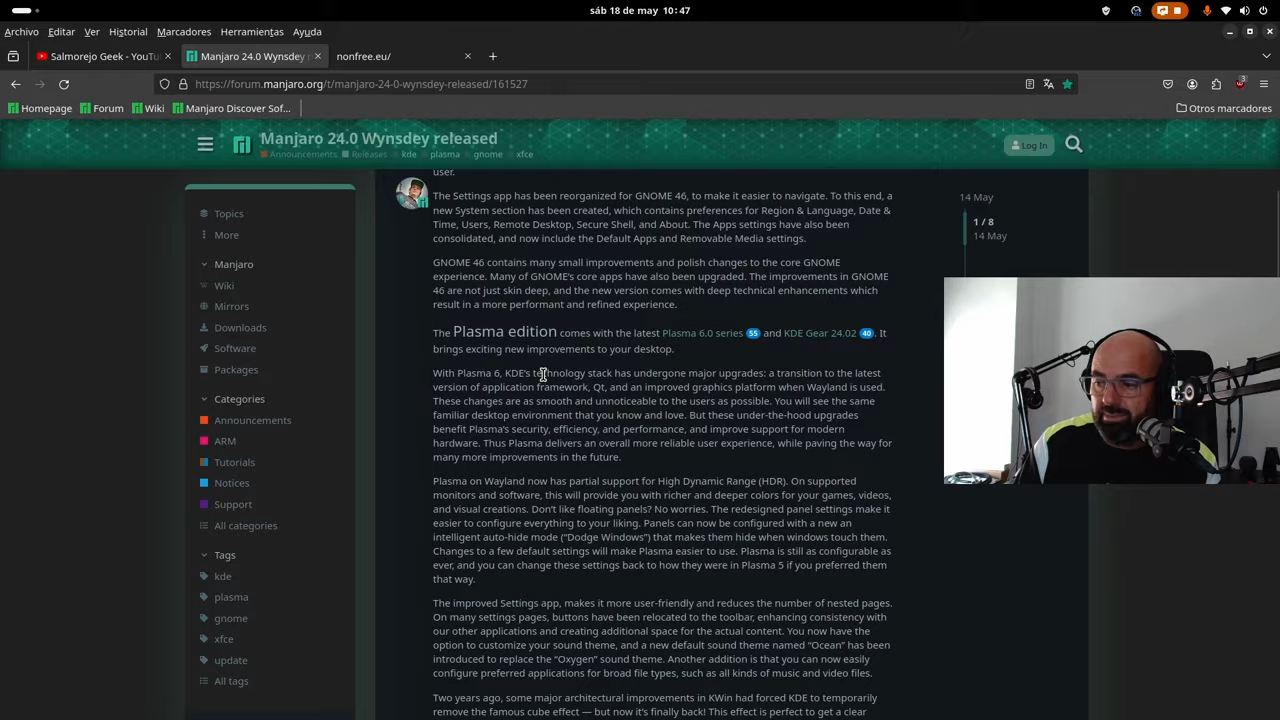 sáb 18 de may 10:47
Archivo Editar Ver Historial Marcadores Herramientas Ayuda
Salmorejo Geek - YouTu
Manjaro 24.0 Wynsdey r
nonfree.eu/
https://forum.manjaro.org/t/manjaro-24-0-wynsdey-released/161527
3
Homepage Forum Wiki Manjaro Discover Sof... Otros marcadores
Manjaro 24.0 Wynsdey released
Announcements Releases kde plasma gnome xfce
Log In
Topics
More
Manjaro
Wiki
Mirrors
Downloads
Software
Packages
Categories
Announcements
ARM
Tutorials
Notices
Support
All categories
Tags
kde
plasma
gnome
xfce
update
All tags
user.
The Settings app has been reorganized for GNOME 46, to make it easier to navigate. To this end, a
new System section has been created, which contains preferences for Region & Language, Date &
Time, Users, Remote Desktop, Secure Shell, and About. The Apps settings have also been
consolidated, and now include the Default Apps and Removable Media settings.
GNOME 46 contains many small improvements and polish changes to the core GNOME
experience. Many of GNOME's core apps have also been upgraded. The improvements in GNOME
46 are not just skin deep, and the new version comes with deep technical enhancements which
result in a more performant and refined experience.
The Plasma edition comes with the latest Plasma 6.0 series 55 and KDE Gear 24.02 40. It
brings exciting new improvements to your desktop.
With Plasma 6, KDE's technology stack has undergone major upgrades: a transition to the latest
version of application framework, Qt, and an improved graphics platform when Wayland is used.
These changes are as smooth and unnoticeable to the users as possible. You will see the same
familiar desktop environment that you know and love. But these under-the-hood upgrades
benefit Plasma's security, efficiency, and performance, and improve support for modern
hardware. Thus Plasma delivers an overall more reliable user experience, while paving the way for
many more improvements in the future.
Plasma on Wayland now has partial support for High Dynamic Range (HDR). On supported
monitors and software, this will provide you with richer and deeper colors for your games, videos,
and visual creations. Don't like floating panels? No worries. The redesigned panel settings make it
easier to configure everything to your liking. Panels can now be configured with a new an
intelligent auto-hide mode ("Dodge Windows") that makes them hide when windows touch them.
Changes to a few default settings will make Plasma easier to use. Plasma is still as configurable as
ever, and you can change these settings back to how they were in Plasma 5 if you preferred them
that way.
The improved Settings app, makes it more user-friendly and reduces the number of nested pages.
On many settings pages, buttons have been relocated to the toolbar, enhancing consistency with
our other applications and creating additional space for the actual content. You now have the
option to customize your sound theme, and a new default sound theme named "Ocean" has been
introduced to replace the "Oxygen" sound theme. Another addition is that you can now easily
configure preferred applications for broad file types, such as all kinds of music and video files.
Two years ago, some major architectural improvements in KWin had forced KDE to temporarily
remove the famous cube effect — but now it's finally back! This effect is perfect to get a clear
14 May
1 / 8
14 May